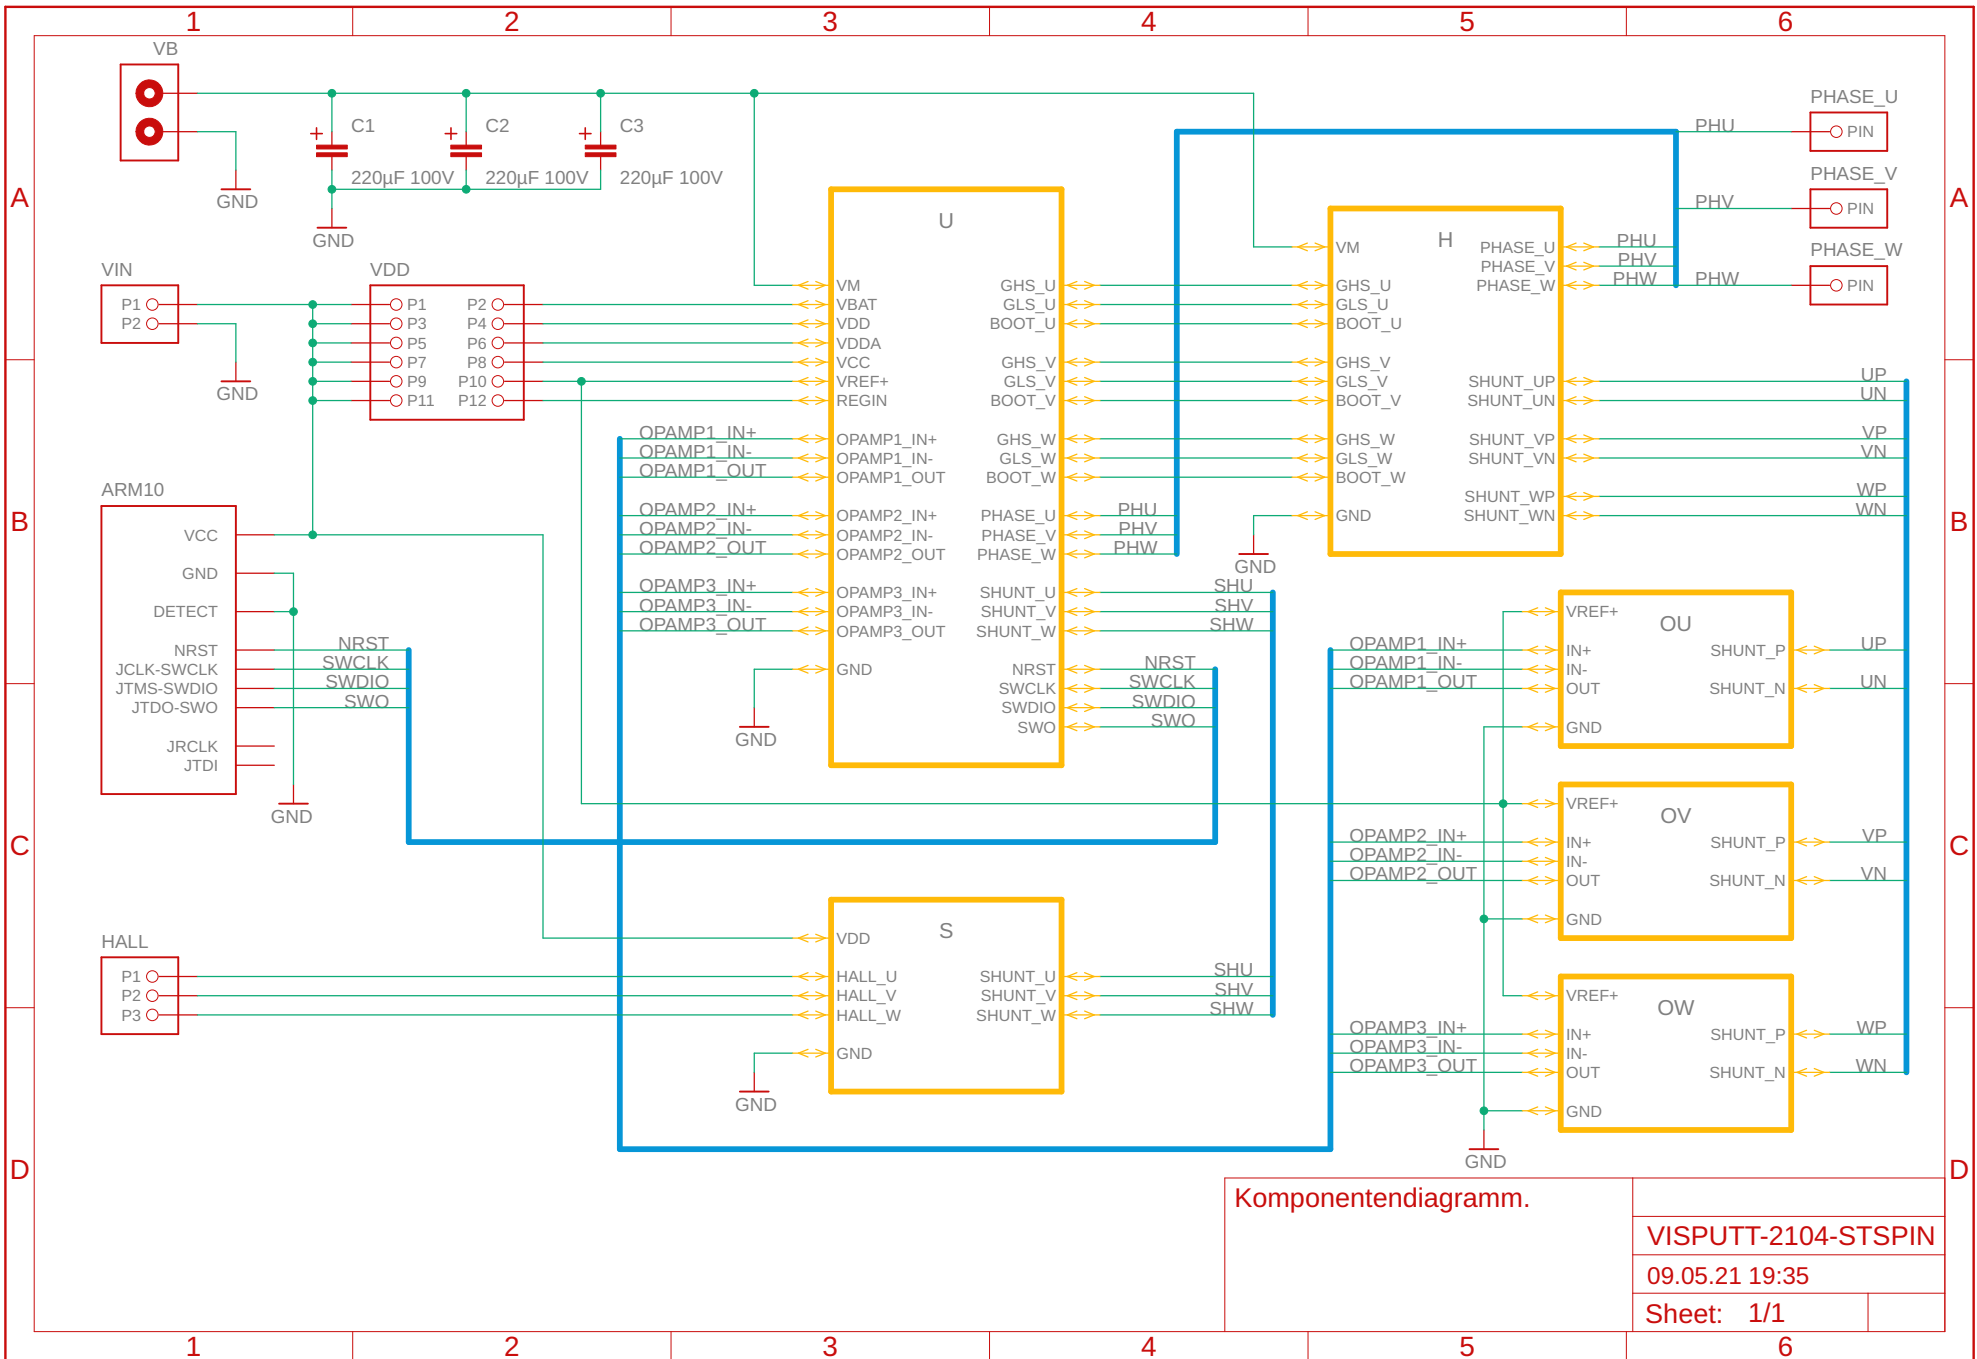 1 2 3 4 5 6
A
B
C
D
VB
C1
220µF 100V
C2
220µF 100V
C3
220µF 100V
GND
GND
VIN
P1
P2
GND
VDD
P1 P2
P3 P4
P5 P6
P7 P8
P9 P10
P11 P12
ARM10
VCC
GND
DETECT
NRST
JCLK-SWCLK
JTMS-SWDIO
JTDO-SWO
JRCLK
JTDI
NRST
SWCLK
SWDIO
SWO
GND
HALL
P1
P2
P3
OPAMP1_IN+
OPAMP1_IN-
OPAMP1_OUT
OPAMP2_IN+
OPAMP2_IN-
OPAMP2_OUT
OPAMP3_IN+
OPAMP3_IN-
OPAMP3_OUT
GND
U
VM
VBAT
VDD
VDDA
VCC
VREF+
REGIN
OPAMP1_IN+
OPAMP1_IN-
OPAMP1_OUT
OPAMP2_IN+
OPAMP2_IN-
OPAMP2_OUT
OPAMP3_IN+
OPAMP3_IN-
OPAMP3_OUT
GND
GHS_U
GLS_U
BOOT_U
GHS_V
GLS_V
BOOT_V
GHS_W
GLS_W
BOOT_W
PHASE_U
PHASE_V
PHASE_W
SHUNT_U
SHUNT_V
SHUNT_W
NRST
SWCLK
SWDIO
SWO
PHU
PHV
PHW
SHU
SHV
SHW
NRST
SWCLK
SWDIO
SWO
S
VDD
HALL_U
HALL_V
HALL_W
GND
SHUNT_U
SHUNT_V
SHUNT_W
SHU
SHV
SHW
GND
H
VM
GHS_U
GLS_U
BOOT_U
GHS_V
GLS_V
BOOT_V
GHS_W
GLS_W
BOOT_W
GND
GND
PHASE_U
PHASE_V
PHASE_W
SHUNT_UP
SHUNT_UN
SHUNT_VP
SHUNT_VN
SHUNT_WP
SHUNT_WN
PHU
PHV
PHW
PHU
PHV
PHW
PHASE_U
PIN
PHASE_V
PIN
PHASE_W
PIN
UP
UN
VP
VN
WP
WN
OPAMP1_IN+
OPAMP1_IN-
OPAMP1_OUT
OU
VREF+
IN+
IN-
OUT
GND
SHUNT_P
SHUNT_N
UP
UN
OPAMP2_IN+
OPAMP2_IN-
OPAMP2_OUT
OV
VREF+
IN+
IN-
OUT
GND
SHUNT_P
SHUNT_N
VP
VN
OPAMP3_IN+
OPAMP3_IN-
OPAMP3_OUT
OW
VREF+
IN+
IN-
OUT
GND
SHUNT_P
SHUNT_N
WP
WN
GND
A
B
C
D
Komponentendiagramm.
VISPUTT-2104-STSPIN
09.05.21 19:35
Sheet: 1/1
1 2 3 4 5 6